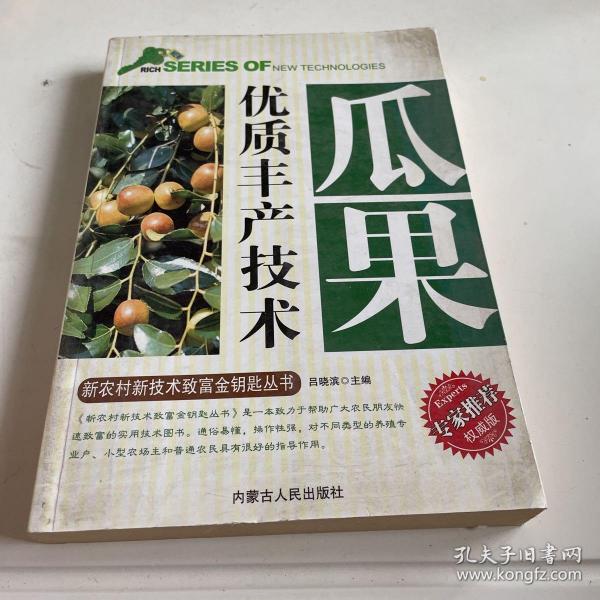 RICH SERIES OF NEW TECHNOLOGIES
瓜果
优质丰产技术
新农村新技术致富金钥匙丛书
吕晓滨◎主编
《新农村新技术致富金钥匙丛书》是一本致力于帮助广大农民朋友快
速致富的实用技术图书。通俗易懂，操作性强，对不同类型的养殖专
业户、小型农场主和普通农民具有很好的指导作用。
Experts
专家推荐
权威版
内蒙古人民出版社
孔夫子旧书网
www.kongfz.com